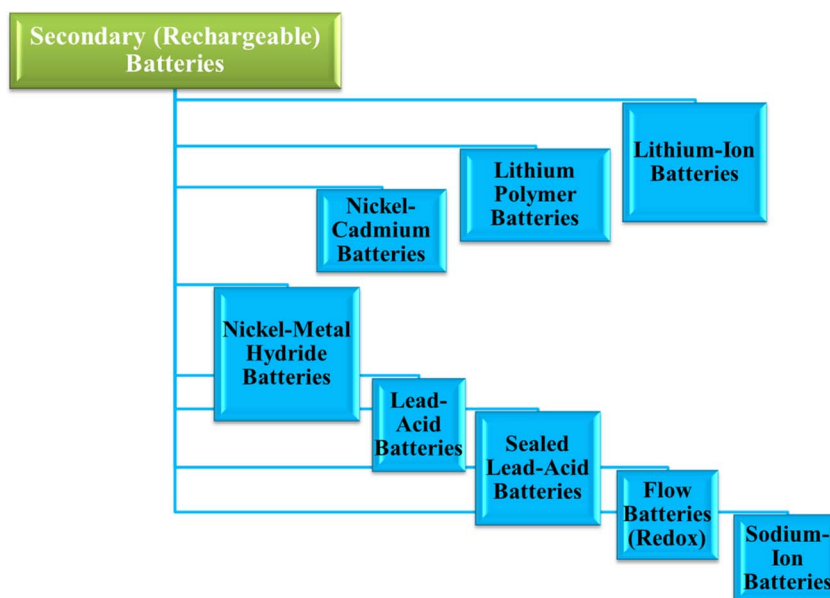 Secondary (Rechargeable)
Batteries
Lithium-Ion
Batteries
Lithium
Polymer
Batteries
Nickel-
Cadmium
Batteries
Nickel-Metal
Hydride
Batteries
Lead-
Acid
Batteries
Sealed
Lead-Acid
Batteries
Flow
Batteries
(Redox)
Sodium-
Ion
Batteries